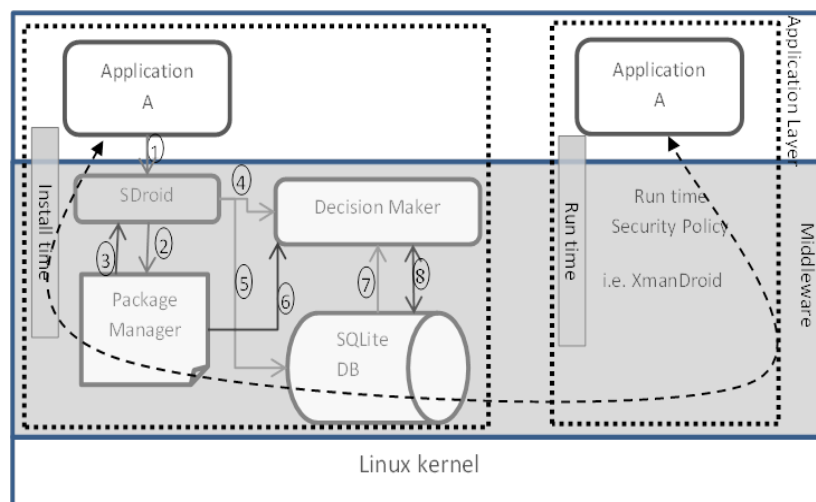 Application
A
1
SDroid
4
Decision Maker
Install time
3
2
5
6
7
8
Package
Manager
SQLite
DB
Application
A
Application Layer
Run time
Run time
Security Policy
i.e. XmanDroid
Middleware
Linux kernel